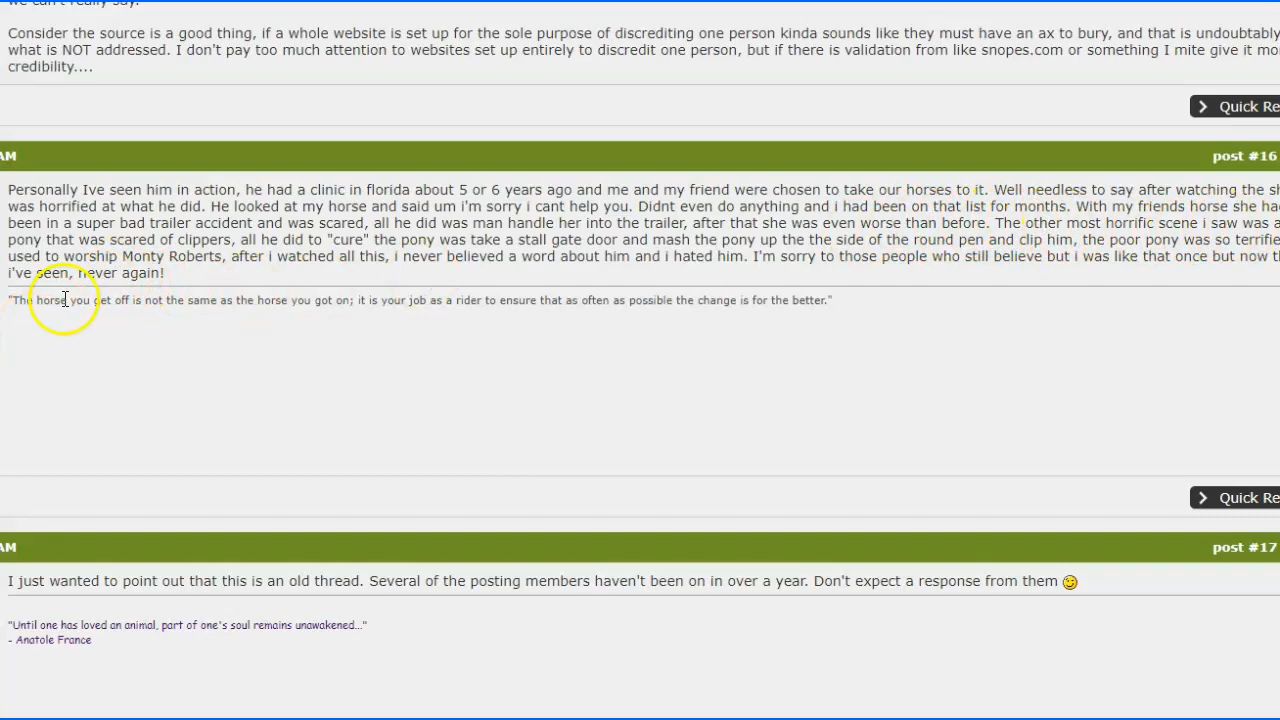 we can't really say.
Consider the source is a good thing, if a whole website is set up for the sole purpose of discrediting one person kinda sounds like they must have an ax to bury, and that is undoubtably
what is NOT addressed. I don't pay too much attention to websites set up entirely to discredit one person, but if there is validation from like snopes.com or something I mite give it mo
credibility....
Quick Re
AM
post #16
Personally Ive seen him in action, he had a clinic in florida about 5 or 6 years ago and me and my friend were chosen to take our horses to it. Well needless to say after watching the sh
was horrified at what he did. He looked at my horse and said um i'm sorry i cant help you. Didnt even do anything and i had been on that list for months. With my friends horse she had
been in a super bad trailer accident and was scared, all he did was man handle her into the trailer, after that she was even worse than before. The other most horrific scene i saw was a
pony that was scared of clippers, all he did to "cure" the pony was take a stall gate door and mash the pony up the the side of the round pen and clip him, the poor pony was so terrifie
used to worship Monty Roberts, after i watched all this, i never believed a word about him and i hated him. I'm sorry to those people who still believe but i was like that once but now th
i've seen, never again!
"The horse you get off is not the same as the horse you got on; it is your job as a rider to ensure that as often as possible the change is for the better."
Quick Re
AM
post #17
I just wanted to point out that this is an old thread. Several of the posting members haven't been on in over a year. Don't expect a response from them
"Until one has loved an animal, part of one's soul remains unawakened..."
- Anatole France